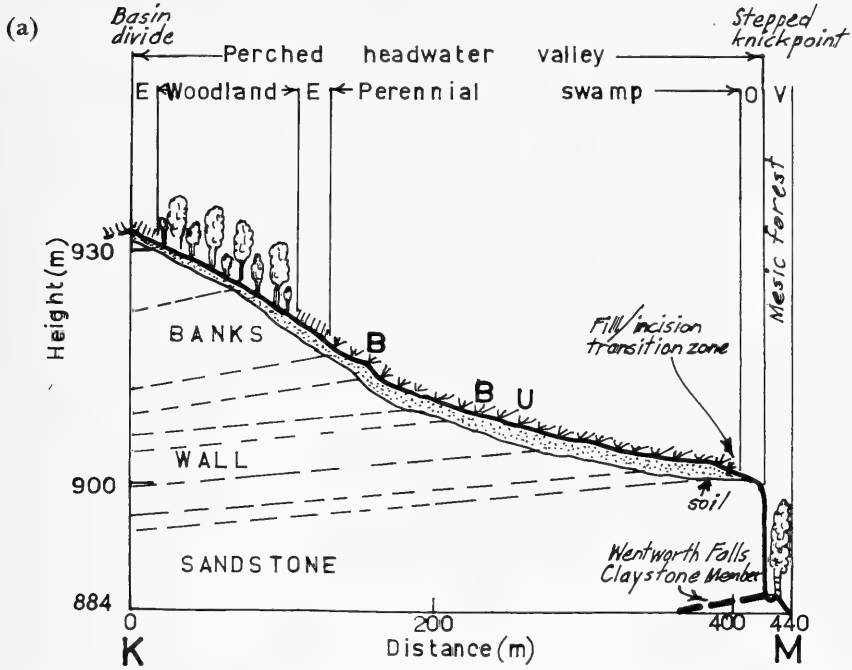 (a)
Basin
divide
Stepped
knickpoint
Perched headwater valley
E Woodland E Perennial swamp O V
Mesic forest
Height (m)
930
BANKS
B
B U
Fill/incision
transition zone
WALL
900
soil
SANDSTONE
Wentworth Falls
Claystone Member
884
0 200 400 440
Distance (m)
K M